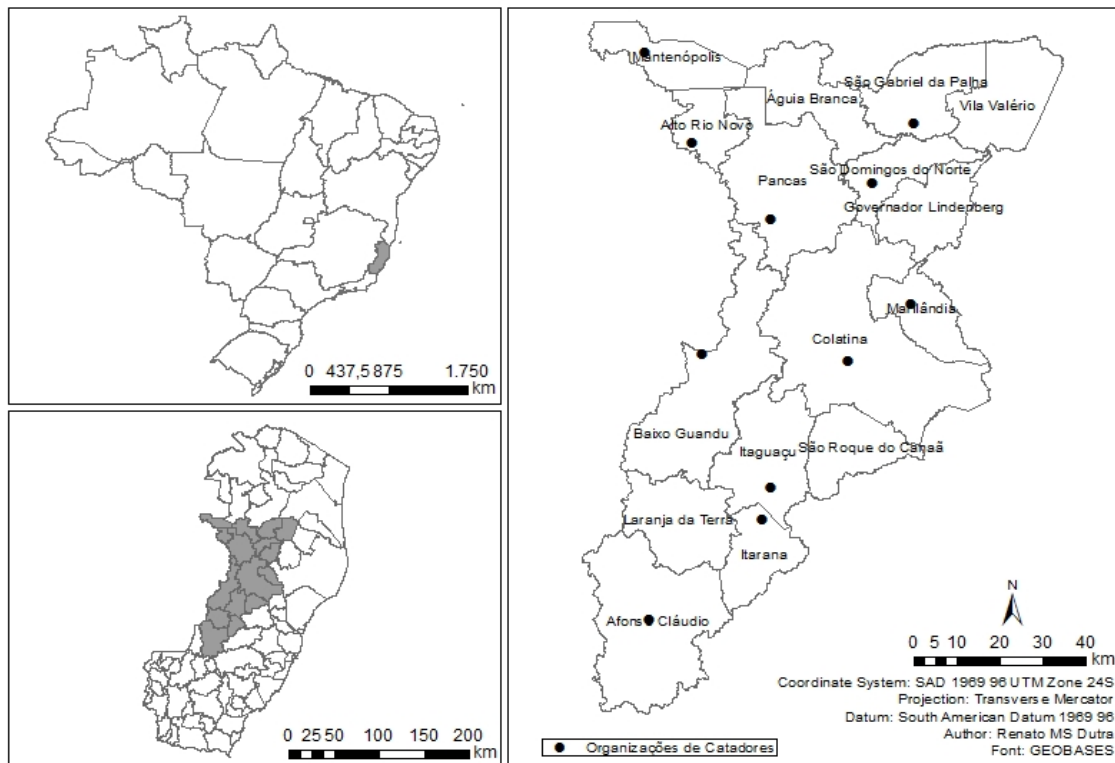 0 437,5 875 1.750
km
0 25 50 100 150 200
km
Mantenópolis
São Gabriel da Palha
Águia Branca
Vila Valério
Alto Rio Novo
São Domingos do Norte
Pancas
Governador Lindenberg
Marilândia
Colatina
Baixo Guandu
Itaguaçu
São Roque do Canaã
Laranja da Terra
Itarana
Afonso Cláudio
N
0 5 10 20 30 40
km
Coordinate System: SAD 1969 96 UTM Zone 24S
Projection: Transverse Mercator
Datum: South American Datum 1969 96
Author: Renato MS Dutra
Font: GEOBASES
Organizações de Catadores